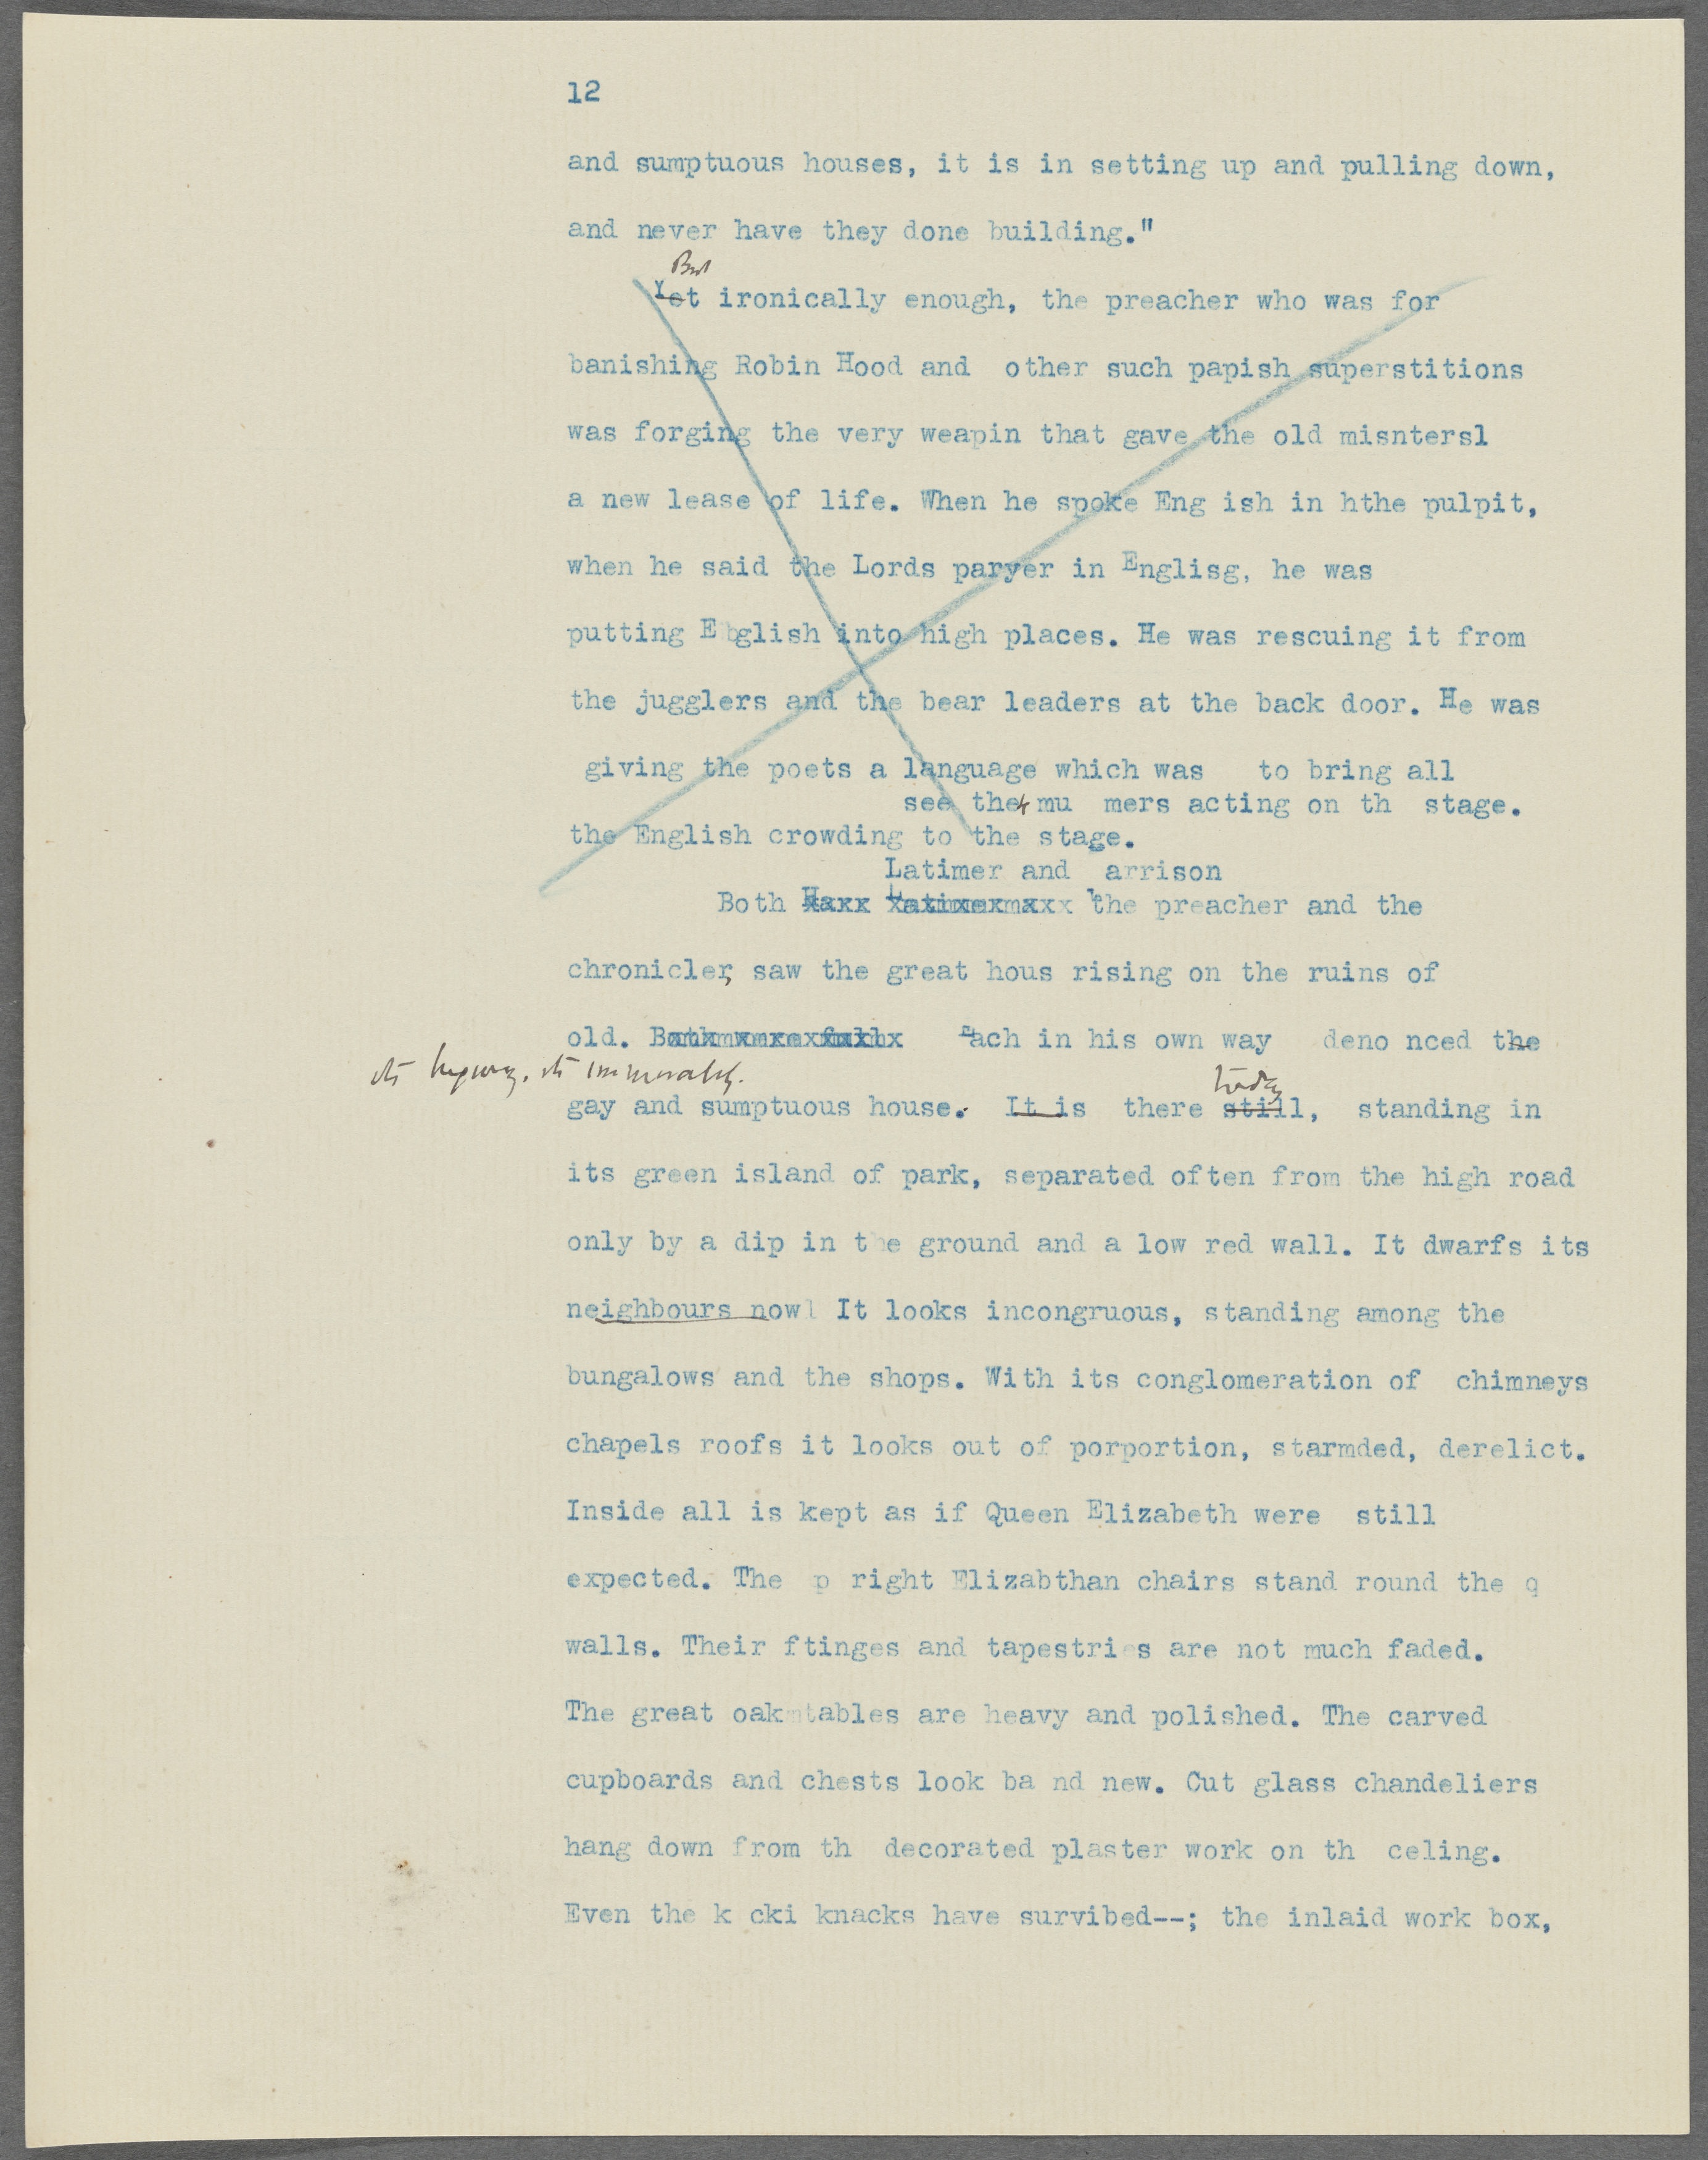 12
and sumptuous houses, it is in setting up and pulling down,
and never have they done building."
But
Yet ironically enough, the preacher who was for
banishing Robin Hood and other such papish superstitions
was forging the very weapin that gave the old misntersl
a new lease of life. When he spoke Eng ish in hthe pulpit,
when he said the Lords paryer in Englisg, he was
putting E bglish into high places. He was rescuing it from
the jugglers and the bear leaders at the back door. He was
giving the poets a language which was to bring all
see the mu mers acting on th stage.
the English crowding to the stage.
Latimer and arrison
Both the preacher and the
chronicler, saw the great hous rising on the ruins of
old. each in his own way deno nced the
its its immorality.
today
gay and sumptuous house. It is there still, standing in
its green island of park, separated often from the high road
only by a dip in t e ground and a low red wall. It dwarfs its
neighbours nowl It looks incongruous, standing among the
bungalows and the shops. With its conglomeration of chimneys
chapels roofs it looks out of porportion, starmded, derelict.
Inside all is kept as if Queen Elizabeth were still
expected. The p right Elizabthan chairs stand round the q
walls. Their ftinges and tapestri s are not much faded.
The great oakmtables are heavy and polished. The carved
cupboards and chests look ba nd new. Cut glass chandeliers
hang down from th decorated plaster work on th celing.
Even the k cki knacks have survibed--; the inlaid work box,